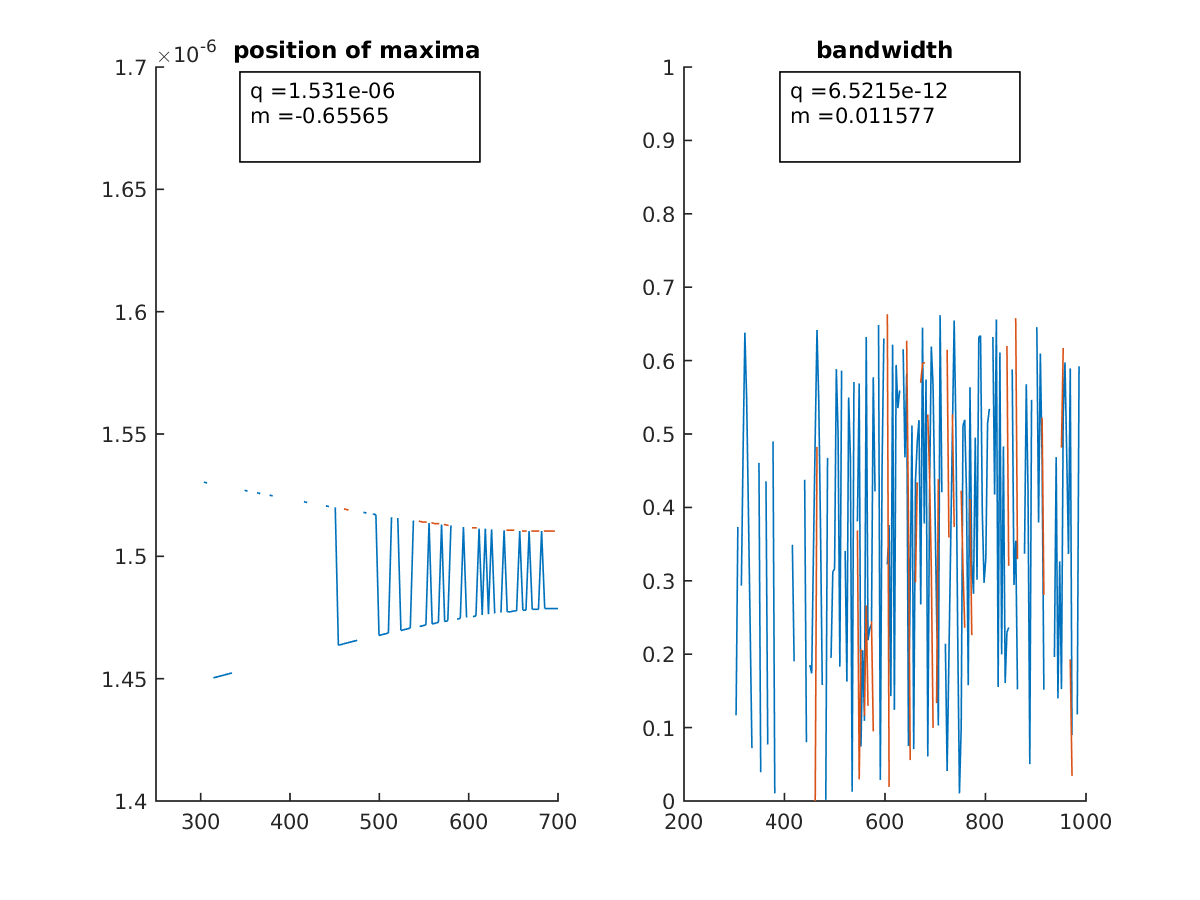 ×10-6
position of maxima
q =1.531e-06
m =-0.65565
1.7
1.65
1.6
1.55
1.5
1.45
1.4
300 400 500 600 700
bandwidth
q =6.5215e-12
m =0.011577
1
0.9
0.8
0.7
0.6
0.5
0.4
0.3
0.2
0.1
0
200 400 600 800 1000